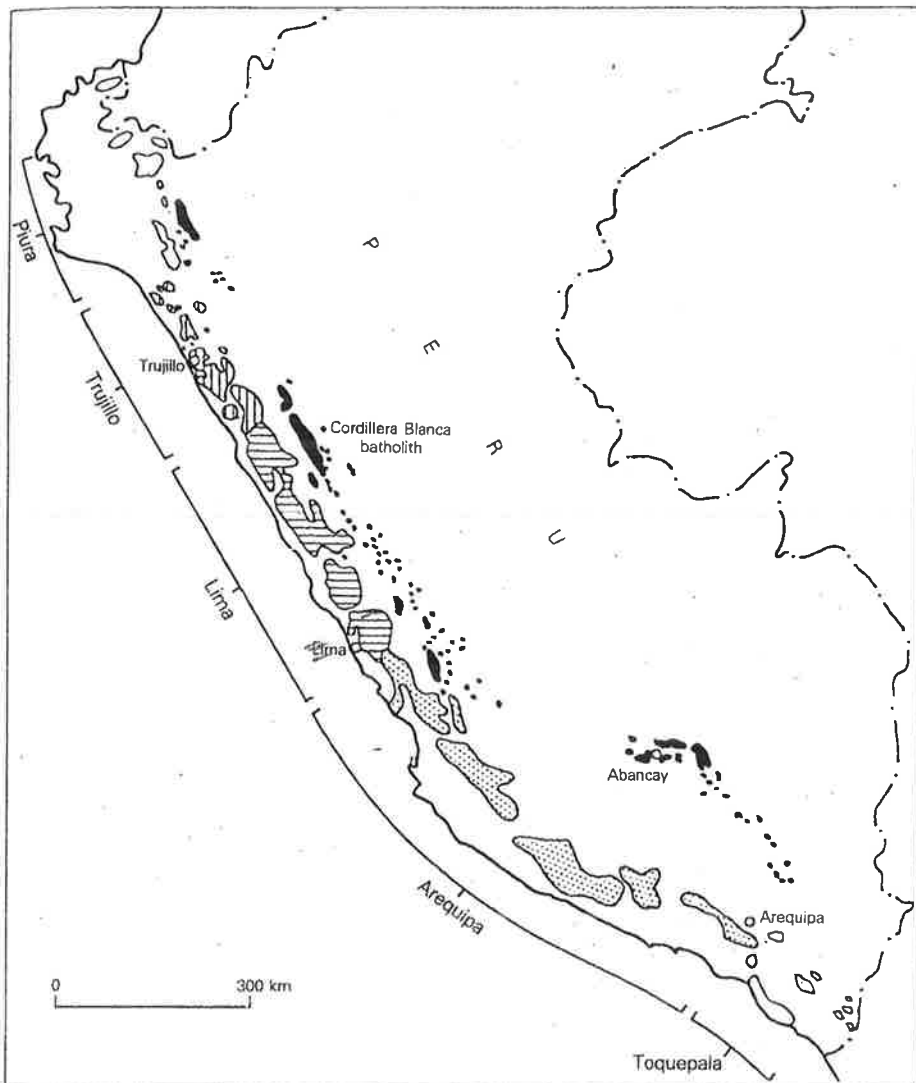 P
E
R
U
Piura
Trujillo
Trujillo
Cordillera Blanca
batholith
Lima
Lima
Abancay
Arequipa
Arequipa
0 300 km
Toquepala